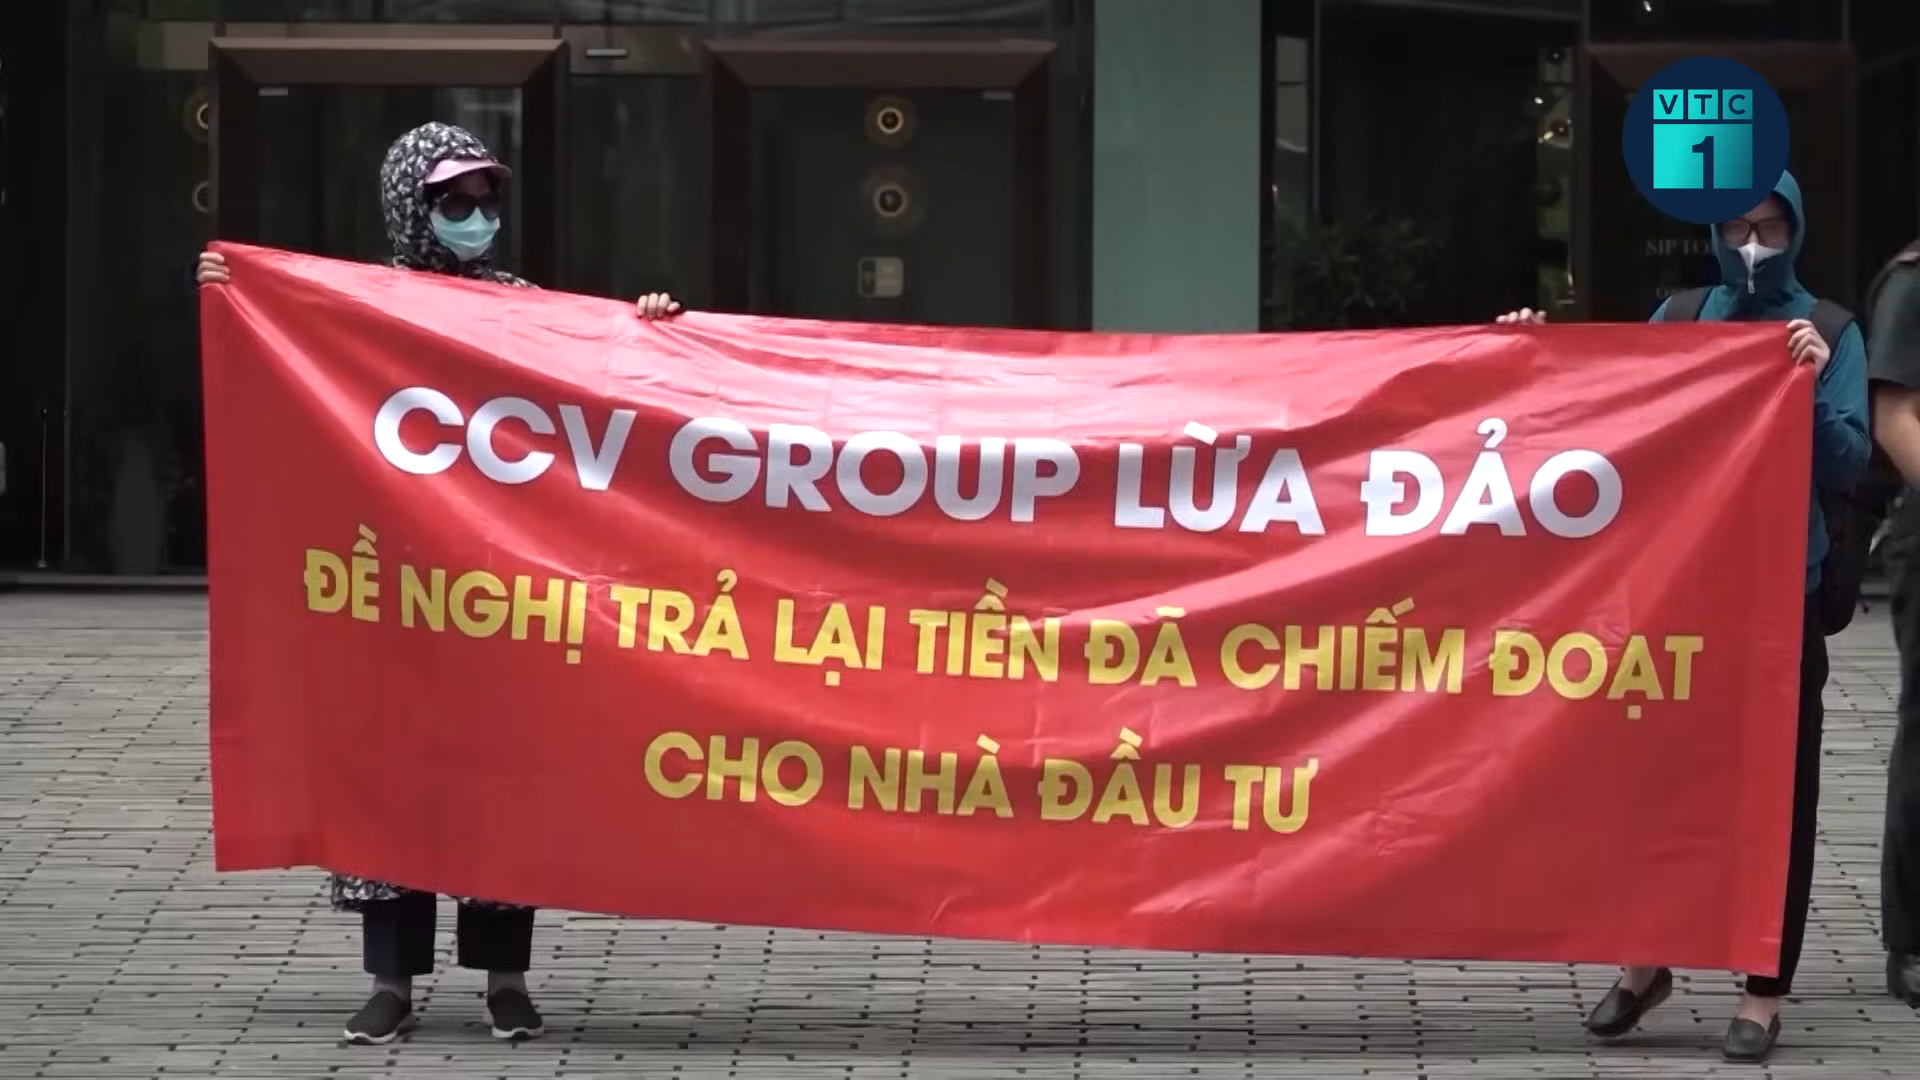 VTC
1
CCV GROUP LỪA ĐẢO
ĐỀ NGHỊ TRẢ LẠI TIỀN ĐÃ CHIẾM ĐOẠT
CHO NHÀ ĐẦU TƯ